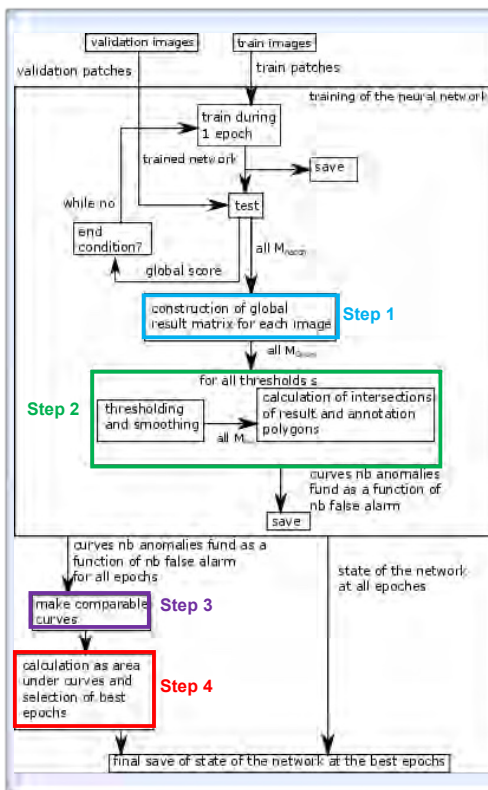 validation images
train images
validation patches
train patches
training of the neural network
train during
1 epoch
trained network
save
while no
test
end
condition?
all M
global score
construction of global
result matrix for each image
Step 1
all M
for all thresholds s
Step 2
thresholding
and smoothing
all M
calculation of intersections
of result and annotation
polygons
curves nb anomalies
fund as a function of
nb false alarm
save
curves nb anomalies fund as a
function of nb false alarm
for all epochs
state of the network
at all epoches
make comparable
curves
Step 3
calculation as area
under curves and
selection of best
epochs
Step 4
final save of state of the network at the best epochs